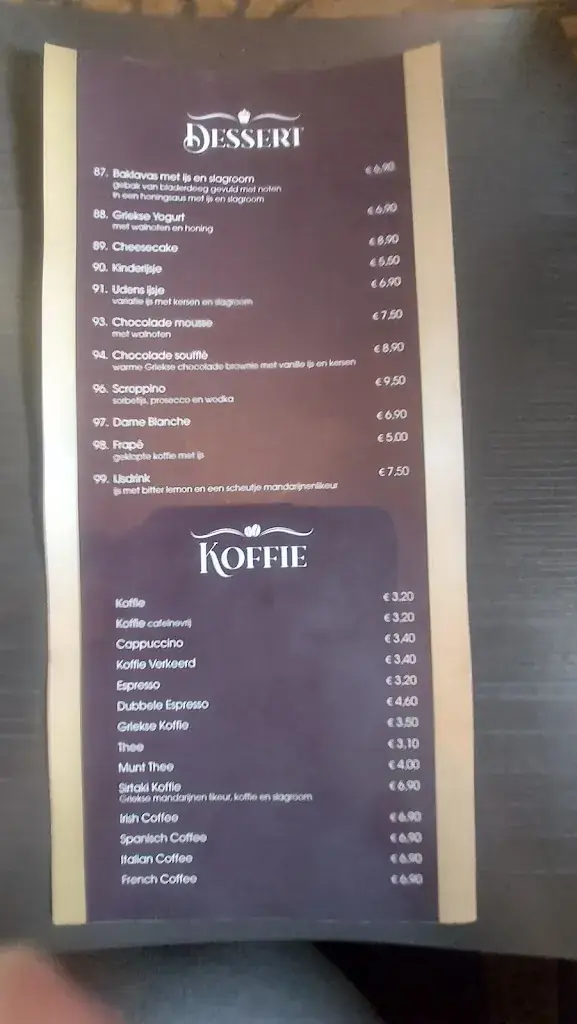 DESSERT
87. Baklavas met ijs en slagroom € 6,90
gebak van bladerdeeg gevuld met noten
in een honingsaus met ijs en slagroom
88. Griekse Yogurt € 6,90
met walnoten en honing
89. Cheesecake € 8,90
90. Kinderijsje € 5,50
91. Udens ijsje € 6,90
variatie ijs met kersen en slagroom
93. Chocolade mousse € 7,50
met walnoten
94. Chocolade soufflé € 8,90
warme Griekse chocolade brownie met vanille ijs en kersen
96. Scroppino € 9,50
sorbetijs, prosecco en wodka
97. Dame Blanche € 6,90
98. Frapé € 5,00
geklopte koffie met ijs
99. IJsdrink € 7,50
ijs met bitter lemon en een scheutje mandarijnenlikeur
KOFFIE
Koffie € 3,20
Koffie cafeïnevrij € 3,20
Cappuccino € 3,40
Koffie Verkeerd € 3,40
Espresso € 3,20
Dubbele Espresso € 4,60
Griekse Koffie € 3,50
Thee € 3,10
Munt Thee € 4,00
Sirtaki Koffie € 6,90
Griekse mandarijnen likeur, koffie en slagroom
Irish Coffee € 6,90
Spanisch Coffee € 6,90
Italian Coffee € 6,90
French Coffee € 6,90